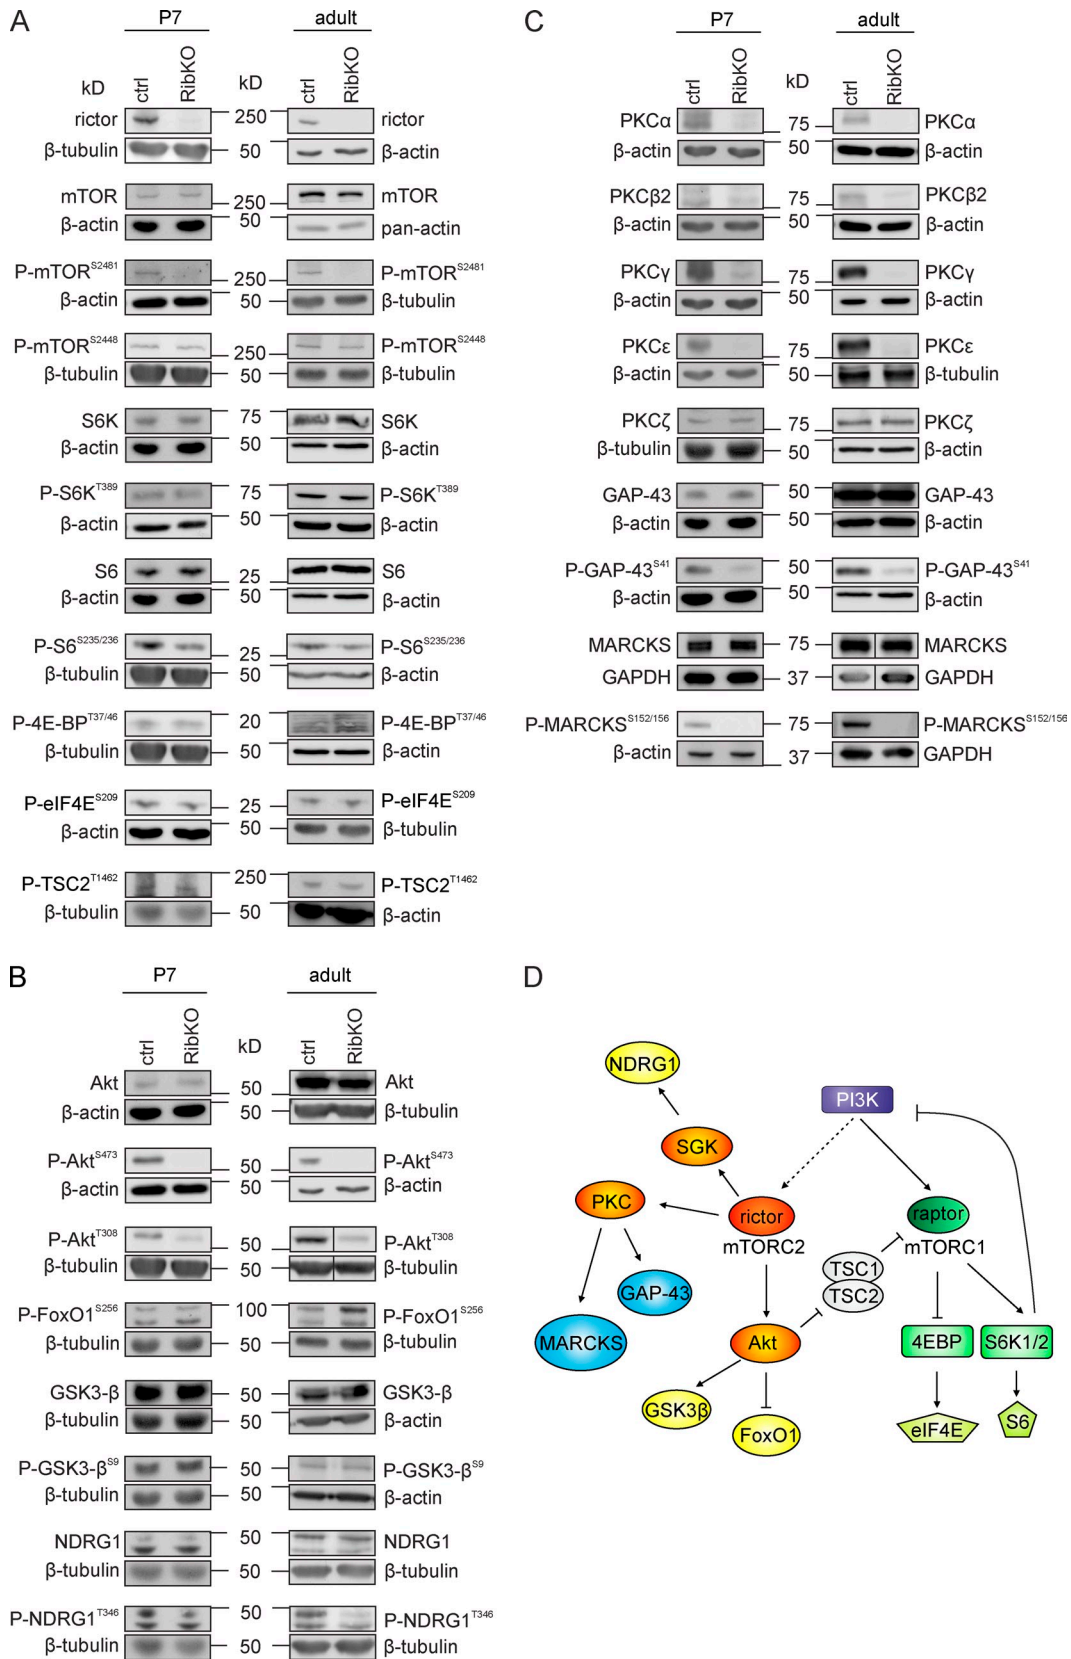 A
P7
adult
kD
ctrl
RibKO
kD
ctrl
RibKO
rictor 250 rictor
β-tubulin 50 β-actin
mTOR 250 mTOR
β-actin 50 pan-actin
P-mTOR^S2481 250 P-mTOR^S2481
β-actin 50 β-tubulin
P-mTOR^S2448 250 P-mTOR^S2448
β-tubulin 50 β-tubulin
S6K 75 S6K
β-actin 50 β-actin
P-S6K^T389 75 P-S6K^T389
β-actin 50 β-actin
S6 25 S6
β-actin 50 β-actin
P-S6^S235/236 25 P-S6^S235/236
β-tubulin 50 β-actin
P-4E-BP^T37/46 20 P-4E-BP^T37/46
β-tubulin 50 β-actin
P-eIF4E^S209 25 P-eIF4E^S209
β-actin 50 β-tubulin
P-TSC2^T1462 250 P-TSC2^T1462
β-tubulin 50 β-actin
B
P7
adult
ctrl
RibKO
kD
ctrl
RibKO
Akt 50 Akt
β-actin 50 β-tubulin
P-Akt^S473 50 P-Akt^S473
β-actin 50 β-actin
P-Akt^T308 50 P-Akt^T308
β-tubulin 50 β-tubulin
P-FoxO1^S256 100 P-FoxO1^S256
β-tubulin 50 β-tubulin
GSK3-β 50 GSK3-β
β-tubulin 50 β-actin
P-GSK3-β^S9 50 P-GSK3-β^S9
β-tubulin 50 β-actin
NDRG1 50 NDRG1
β-tubulin 50 β-tubulin
P-NDRG1^T346 50 P-NDRG1^T346
β-tubulin 50 β-tubulin
C
P7
adult
ctrl
RibKO
kD
ctrl
RibKO
PKCα 75 PKCα
β-actin 50 β-actin
PKCβ2 75 PKCβ2
β-actin 50 β-actin
PKCγ 75 PKCγ
β-actin 50 β-actin
PKCε 75 PKCε
β-actin 50 β-tubulin
PKCζ 75 PKCζ
β-tubulin 50 β-actin
GAP-43 50 GAP-43
β-actin 50 β-actin
P-GAP-43^S41 50 P-GAP-43^S41
β-actin 50 β-actin
MARCKS 75 MARCKS
GAPDH 37 GAPDH
P-MARCKS^S152/156 75 P-MARCKS^S152/156
β-actin 37 GAPDH
D
NDRG1
PI3K
SGK
PKC
rictor
mTORC2
raptor
mTORC1
TSC1
TSC2
GAP-43
MARCKS
Akt
4EBP
S6K1/2
GSK3β
FoxO1
eIF4E
S6